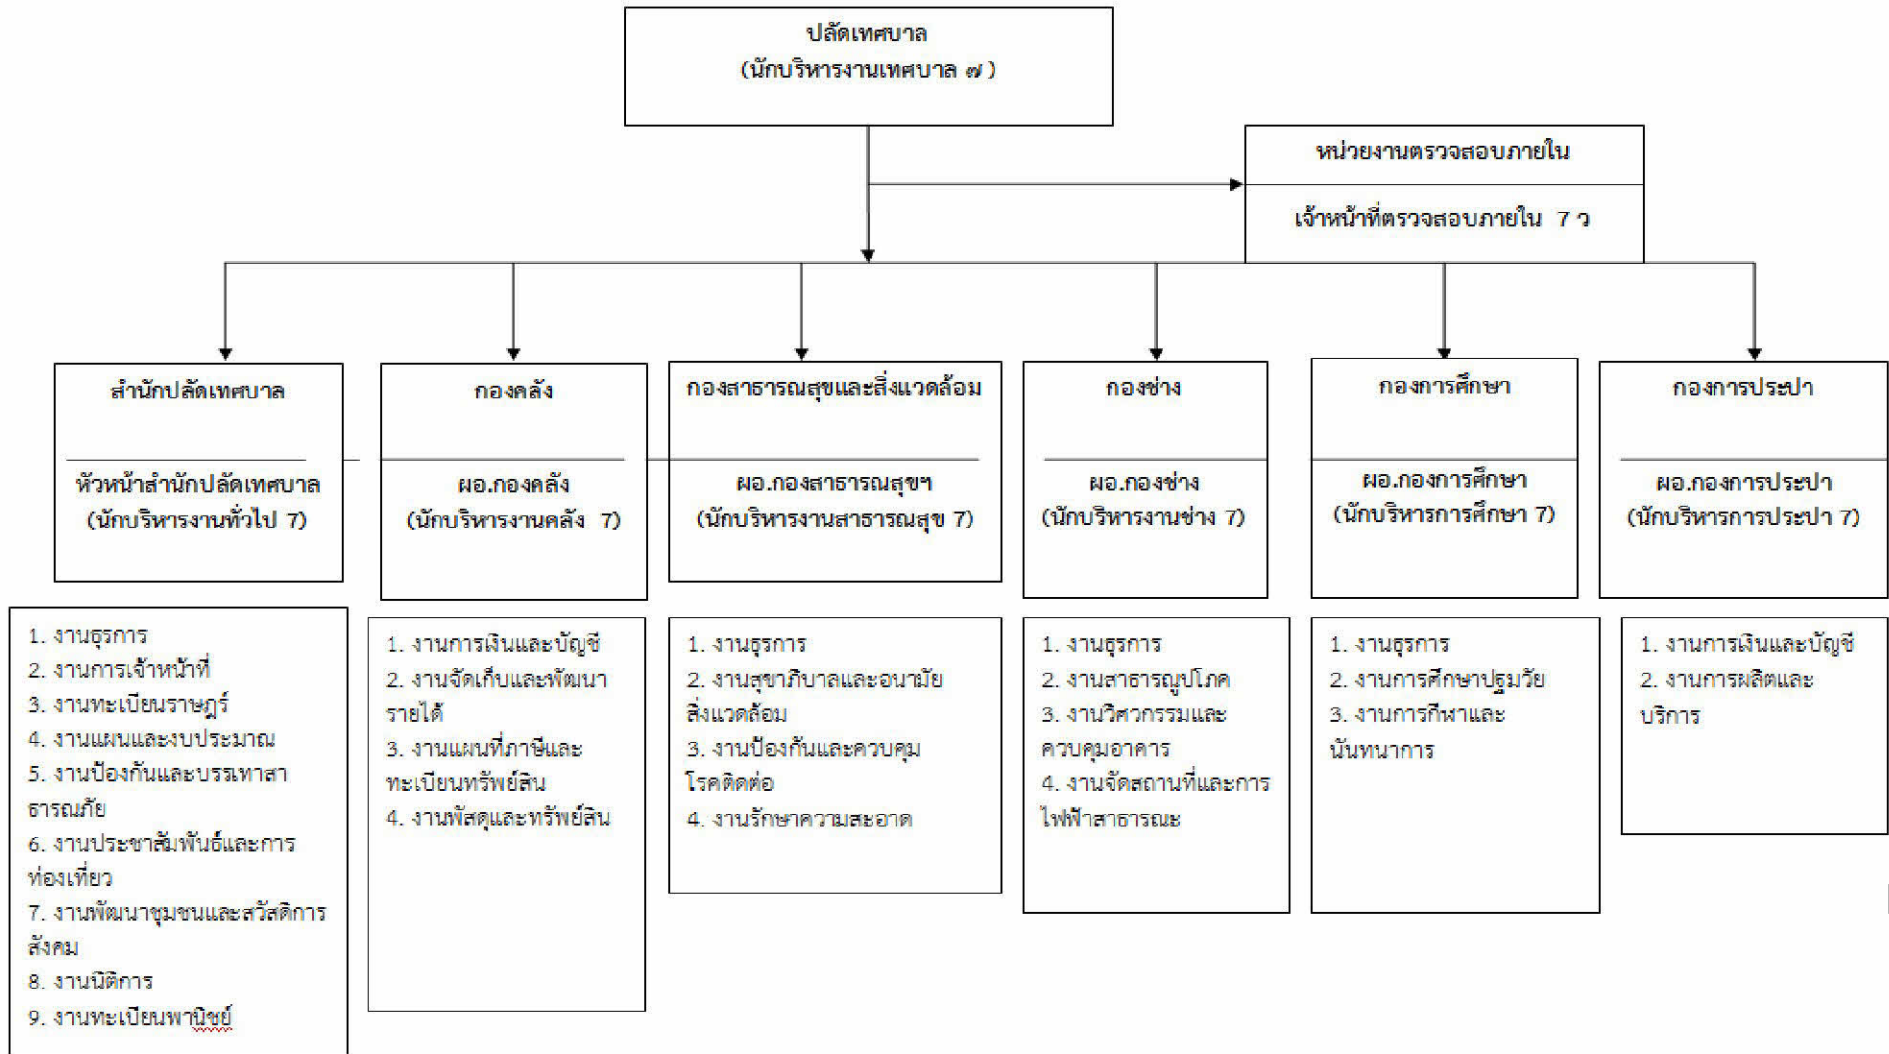 ปลัดเทศบาล
(นักบริหารงานเทศบาล ๗ )
หน่วยงานตรวจสอบภายใน
เจ้าหน้าที่ตรวจสอบภายใน 7 ว
สำนักปลัดเทศบาล
หัวหน้าสำนักปลัดเทศบาล
(นักบริหารงานทั่วไป 7)
กองคลัง
ผอ.กองคลัง
(นักบริหารงานคลัง 7)
กองสาธารณสุขและสิ่งแวดล้อม
ผอ.กองสาธารณสุขฯ
(นักบริหารงานสาธารณสุข 7)
กองช่าง
ผอ.กองช่าง
(นักบริหารงานช่าง 7)
กองการศึกษา
ผอ.กองการศึกษา
(นักบริหารการศึกษา 7)
กองการประปา
ผอ.กองการประปา
(นักบริหารการประปา 7)
1. งานธุรการ
2. งานการเจ้าหน้าที่
3. งานทะเบียนราษฎร์
4. งานแผนและงบประมาณ
5. งานป้องกันและบรรเทาสา
ธารณภัย
6. งานประชาสัมพันธ์และการ
ท่องเที่ยว
7. งานพัฒนาชุมชนและสวัสดิการ
สังคม
8. งานนิติการ
9. งานทะเบียนพานิชย์
1. งานการเงินและบัญชี
2. งานจัดเก็บและพัฒนา
รายได้
3. งานแผนที่ภาษีและ
ทะเบียนทรัพย์สิน
4. งานพัสดุและทรัพย์สิน
1. งานธุรการ
2. งานสุขาภิบาลและอนามัย
สิ่งแวดล้อม
3. งานป้องกันและควบคุม
โรคติดต่อ
4. งานรักษาความสะอาด
1. งานธุรการ
2. งานสาธารณูปโภค
3. งานวิศวกรรมและ
ควบคุมอาคาร
4. งานจัดสถานที่และการ
ไฟฟ้าสาธารณะ
1. งานธุรการ
2. งานการศึกษาปฐมวัย
3. งานการกีฬาและ
นันทนาการ
1. งานการเงินและบัญชี
2. งานการผลิตและ
บริการ